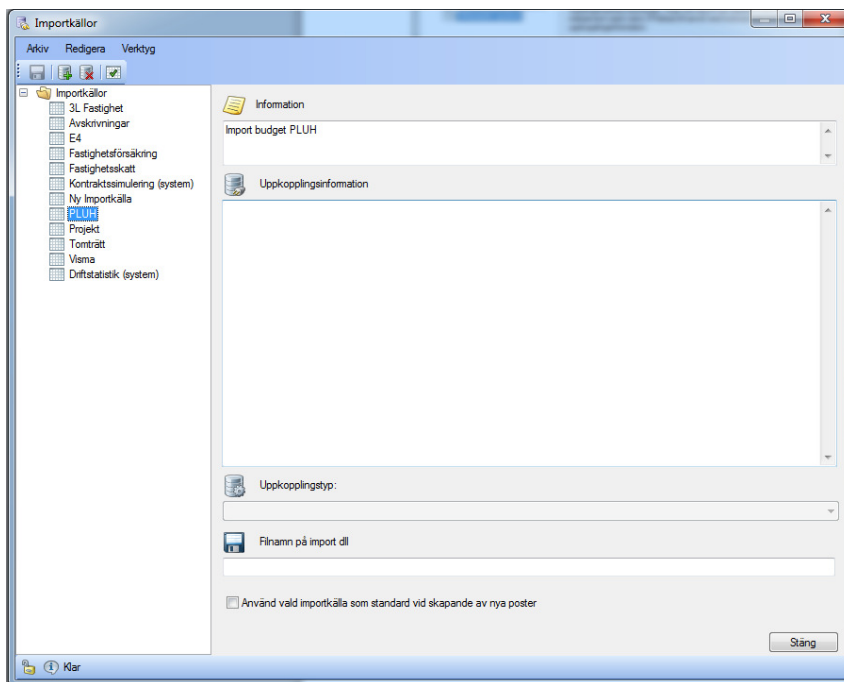 Importkällor
Arkiv Redigera Verktyg
Importkällor
3L Fastighet
Avskrivningar
E4
Fastighetsförsäkring
Fastighetsskatt
Kontraktssimulering (system)
Ny Importkälla
PLUH
Projekt
Tomträtt
Visma
Driftstatistik (system)
Information
Import budget PLUH
Uppkopplingsinformation
Uppkopplingstyp:
Filnamn på import dll
Använd vald importkälla som standard vid skapande av nya poster
Stäng
Klar